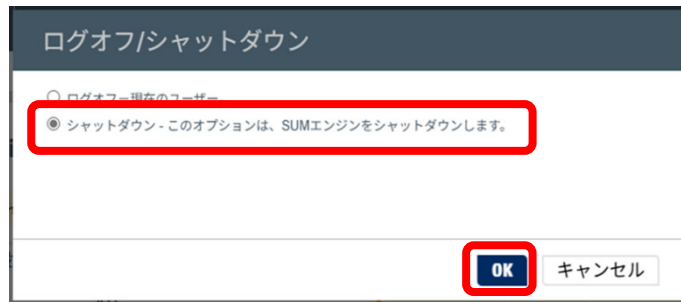 ログオフ/シャットダウン
ログオフ－現在のユーザー
シャットダウン - このオプションは、SUMエンジンをシャットダウンします。
OK
キャンセル